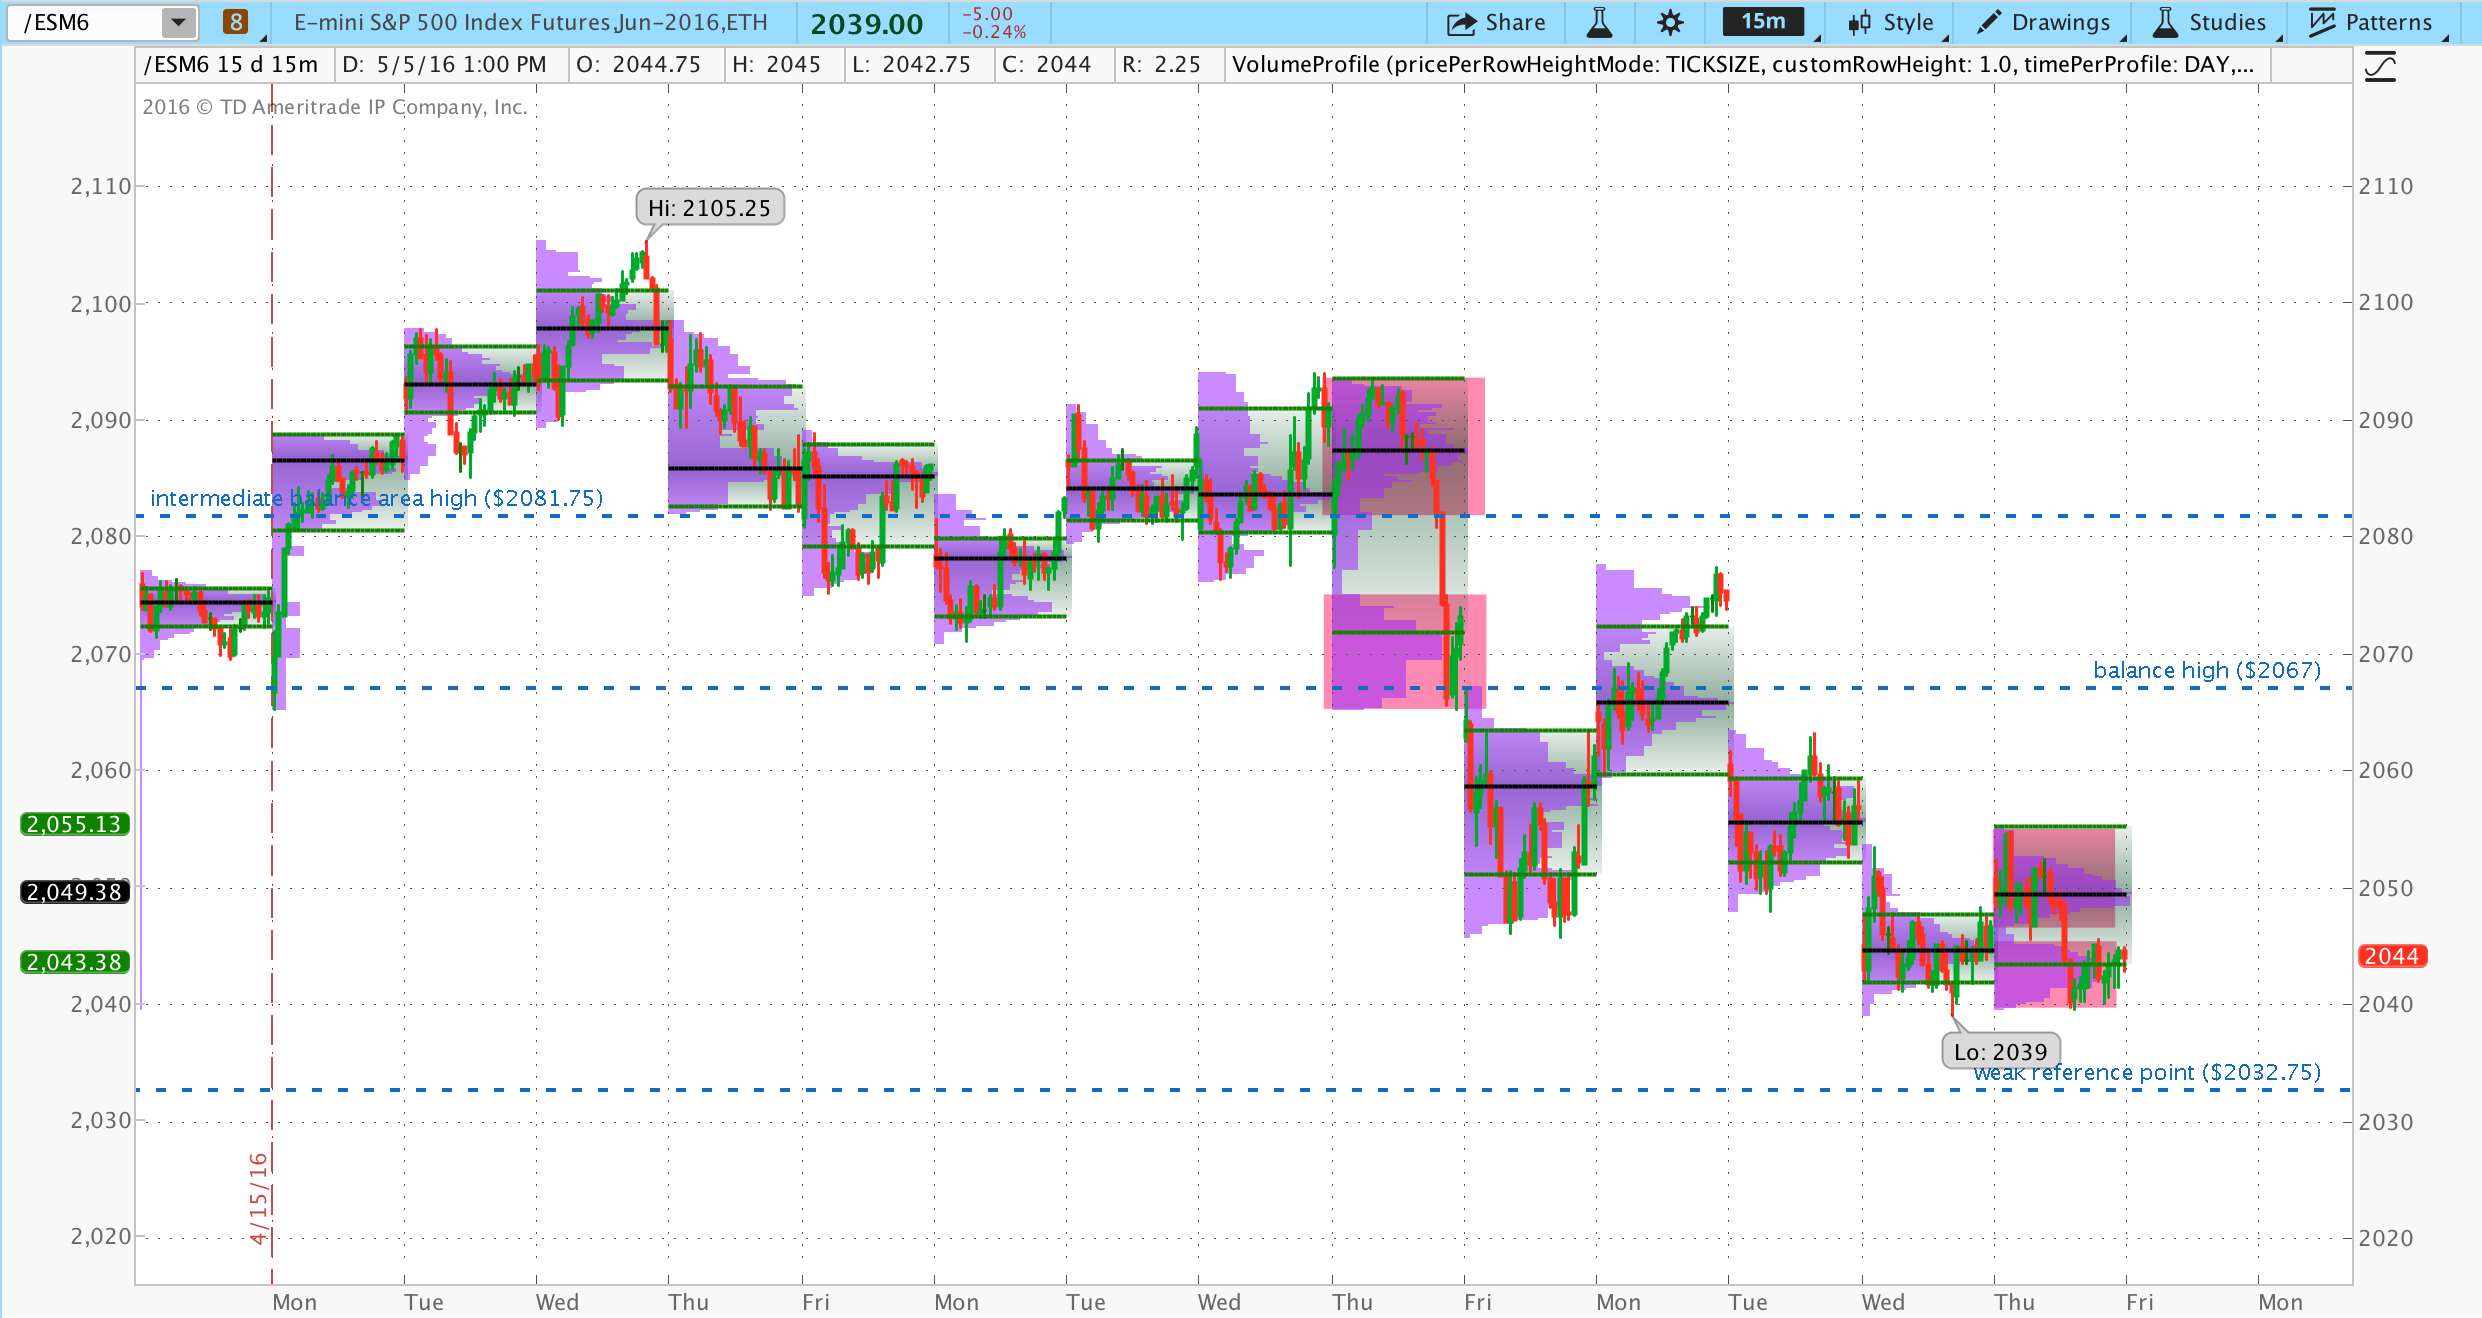 /ESM6 8 E-mini S&P 500 Index Futures,Jun-2016,ETH 2039.00 -5.00 -0.24% Share 15m Style Drawings Studies Patterns
/ESM6 15 d 15m D: 5/5/16 1:00 PM O: 2044.75 H: 2045 L: 2042.75 C: 2044 R: 2.25 VolumeProfile (pricePerRowHeightMode: TICKSIZE, customRowHeight: 1.0, timePerProfile: DAY,...
2016 © TD Ameritrade IP Company, Inc.
2,110 2110
Hi: 2105.25
2,100 2100
2,090 2090
intermediate balance area high ($2081.75)
2,080 2080
2,070 2070
balance high ($2067)
2,060 2060
2,055.13
2,049.38 2050
2,043.38 2044
2,040 2040
Lo: 2039
weak reference point ($2032.75)
2,030 2030
4/15/16
2,020 2020
Mon Tue Wed Thu Fri Mon Tue Wed Thu Fri Mon Tue Wed Thu Fri Mon